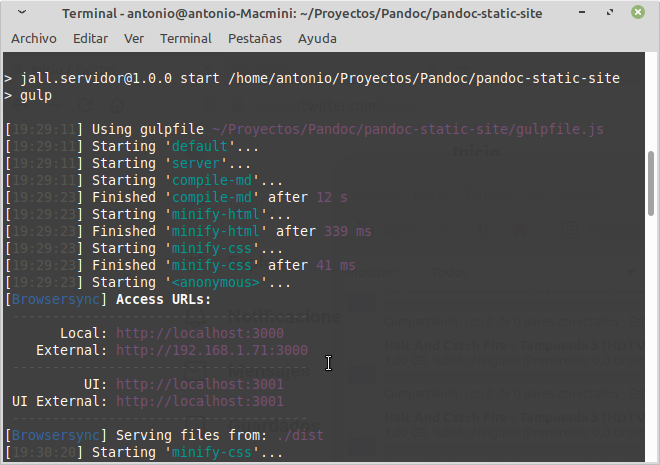 Terminal - antonio@antonio-Macmini: ~/Proyectos/Pandoc/pandoc-static-site
Archivo Editar Ver Terminal Pestañas Ayuda
> jall.servidor@1.0.0 start /home/antonio/Proyectos/Pandoc/pandoc-static-site
> gulp
[19:29:11] Using gulpfile ~/Proyectos/Pandoc/pandoc-static-site/gulpfile.js
[19:29:11] Starting 'default'...
[19:29:11] Starting 'server'...
[19:29:11] Starting 'compile-md'...
[19:29:23] Finished 'compile-md' after 12 s
[19:29:23] Starting 'minify-html'...
[19:29:23] Finished 'minify-html' after 339 ms
[19:29:23] Starting 'minify-css'...
[19:29:23] Finished 'minify-css' after 41 ms
[19:29:23] Starting '<anonymous>'...
[Browsersync] Access URLs:
--------------------------------------
Local: http://localhost:3000
External: http://192.168.1.71:3000
--------------------------------------
UI: http://localhost:3001
UI External: http://localhost:3001
--------------------------------------
[Browsersync] Serving files from: ./dist
[19:30:20] Starting 'minify-css'...
Inicio
Notificaciones
Mensajes